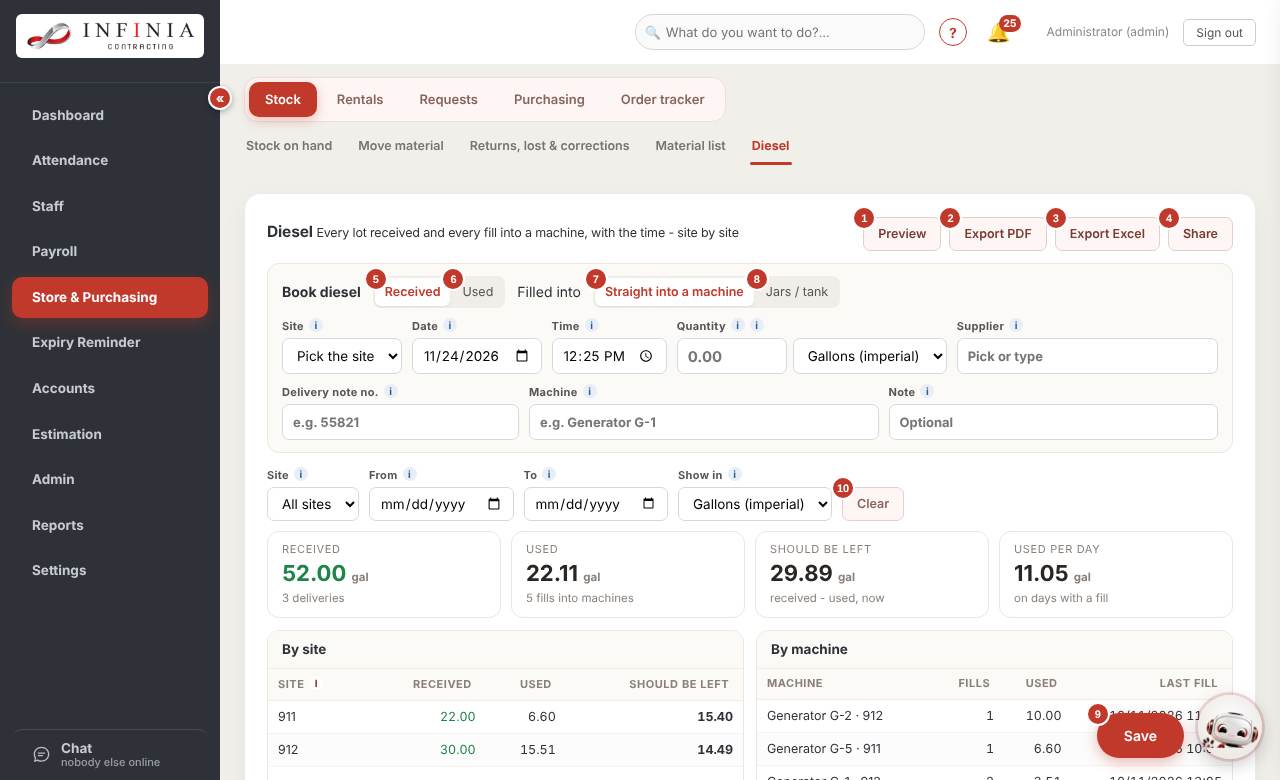 INFINIA
CONTRACTING
What do you want to do?...
?
25
Administrator (admin)
Sign out
«
Dashboard
Attendance
Staff
Payroll
Store & Purchasing
Expiry Reminder
Accounts
Estimation
Admin
Reports
Settings
Chat
nobody else online
Stock Rentals Requests Purchasing Order tracker
Stock on hand Move material Returns, lost & corrections Material list Diesel
Diesel Every lot received and every fill into a machine, with the time - site by site
1 Preview 2 Export PDF 3 Export Excel 4 Share
Book diesel 5 Received 6 Used Filled into 7 Straight into a machine 8 Jars / tank
Site i Date i Time i Quantity i i Supplier i
Pick the site 11/24/2026 12:25 PM 0.00 Gallons (imperial) Pick or type
Delivery note no. i Machine i Note i
e.g. 55821 e.g. Generator G-1 Optional
Site i From i To i Show in i
All sites mm/dd/yyyy mm/dd/yyyy Gallons (imperial) 10 Clear
RECEIVED USED SHOULD BE LEFT USED PER DAY
52.00 gal 22.11 gal 29.89 gal 11.05 gal
3 deliveries 5 fills into machines received - used, now on days with a fill
By site
SITE I RECEIVED USED SHOULD BE LEFT
911 22.00 6.60 15.40
912 30.00 15.51 14.49
By machine
MACHINE FILLS USED LAST FILL
Generator G-2 · 912 1 10.00
Generator G-5 · 911 1 6.60
9 Save